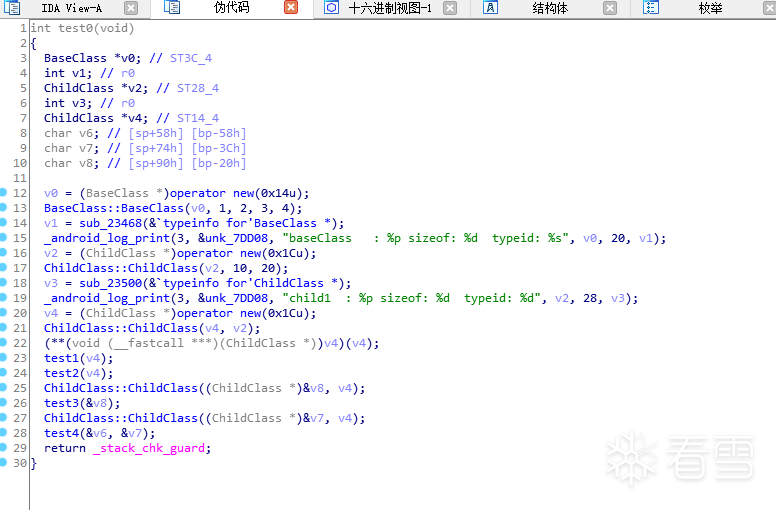 IDA View-A 伪代码 十六进制视图-1 结构体 枚举
1 int test0(void)
2 {
3 BaseClass *v0; // ST3C_4
4 int v1; // r0
5 ChildClass *v2; // ST28_4
6 int v3; // r0
7 ChildClass *v4; // ST14_4
8 char v6; // [sp+58h] [bp-58h]
9 char v7; // [sp+74h] [bp-3Ch]
10 char v8; // [sp+90h] [bp-20h]
11
12 v0 = (BaseClass *)operator new(0x14u);
13 BaseClass::BaseClass(v0, 1, 2, 3, 4);
14 v1 = sub_23468(&`typeinfo for'BaseClass *);
15 _android_log_print(3, &unk_7DD08, "baseClass   : %p sizeof: %d  typeid: %s", v0, 20, v1);
16 v2 = (ChildClass *)operator new(0x1Cu);
17 ChildClass::ChildClass(v2, 10, 20);
18 v3 = sub_23500(&`typeinfo for'ChildClass *);
19 _android_log_print(3, &unk_7DD08, "child1  : %p sizeof: %d  typeid: %d", v2, 28, v3);
20 v4 = (ChildClass *)operator new(0x1Cu);
21 ChildClass::ChildClass(v4, v2);
22 (**(void (__fastcall ***)(ChildClass *))v4)(v4);
23 test1(v4);
24 test2(v4);
25 ChildClass::ChildClass((ChildClass *)&v8, v4);
26 test3(&v8);
27 ChildClass::ChildClass((ChildClass *)&v7, v4);
28 test4(&v6, &v7);
29 return _stack_chk_guard;
30 }
看雪